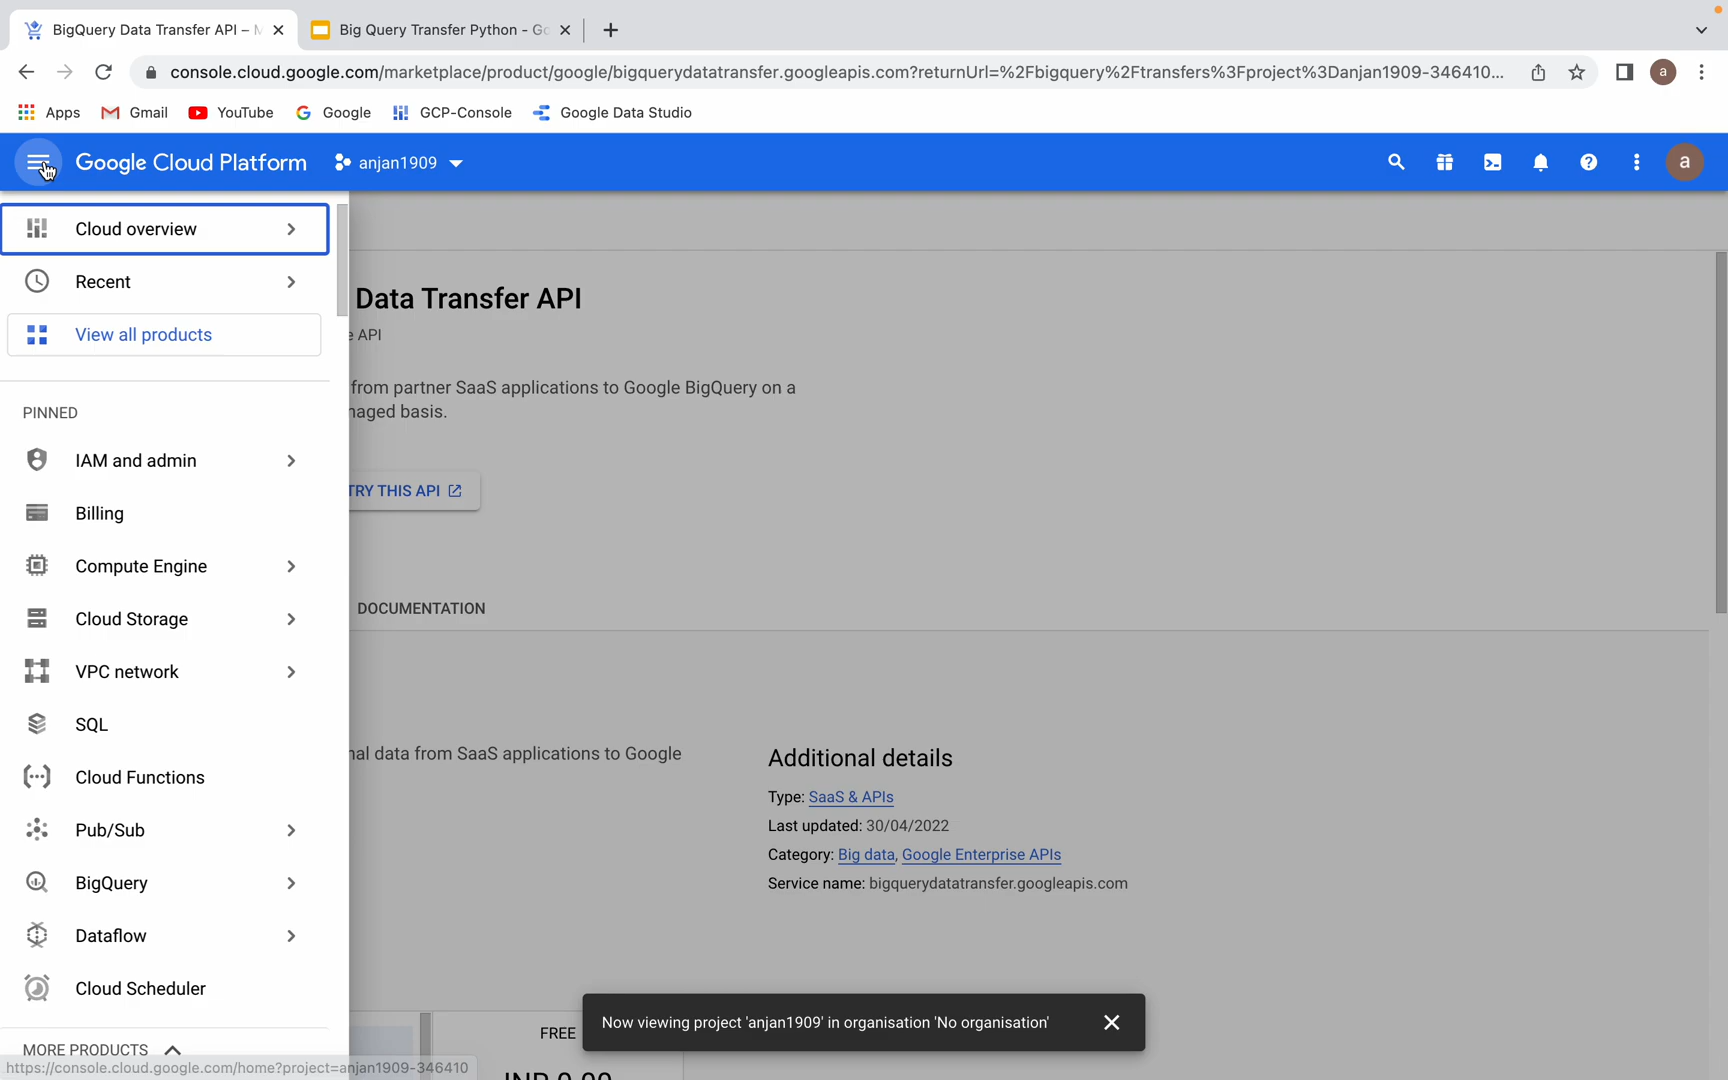 BigQuery Data Transfer API –
Big Query Transfer Python - Go
console.cloud.google.com/marketplace/product/google/bigquerydatatransfer.googleapis.com?returnUrl=%2Fbigquery%2Ftransfers%3Fproject%3Danjan1909-346410...
a
Apps
Gmail
YouTube
Google
GCP-Console
Google Data Studio
Google Cloud Platform
anjan1909
a
Cloud overview
Recent
View all products
PINNED
IAM and admin
Billing
Compute Engine
Cloud Storage
VPC network
SQL
Cloud Functions
Pub/Sub
BigQuery
Dataflow
Cloud Scheduler
MORE PRODUCTS
https://console.cloud.google.com/home?project=anjan1909-346410
Data Transfer API
e API
from partner SaaS applications to Google BigQuery on a
naged basis.
TRY THIS API
DOCUMENTATION
nal data from SaaS applications to Google
Additional details
Type: SaaS & APIs
Last updated: 30/04/2022
Category: Big data, Google Enterprise APIs
Service name: bigquerydatatransfer.googleapis.com
FREE
INR 0.00
Now viewing project 'anjan1909' in organisation 'No organisation'